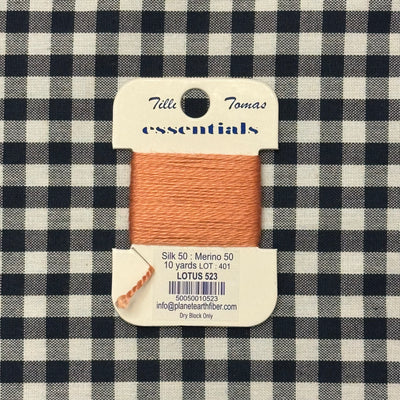 Tilli Tomas
essentials
Silk 50 : Merino 50
10 yards LOT : 401
LOTUS 523
50050010523
info@planetearthfiber.com
Dry Block Only